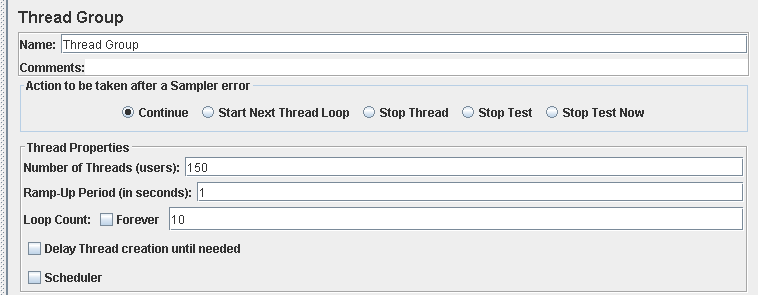 Thread Group
Name: Thread Group
Comments:
Action to be taken after a Sampler error
Continue Start Next Thread Loop Stop Thread Stop Test Stop Test Now
Thread Properties
Number of Threads (users): 150
Ramp-Up Period (in seconds): 1
Loop Count: Forever 10
Delay Thread creation until needed
Scheduler